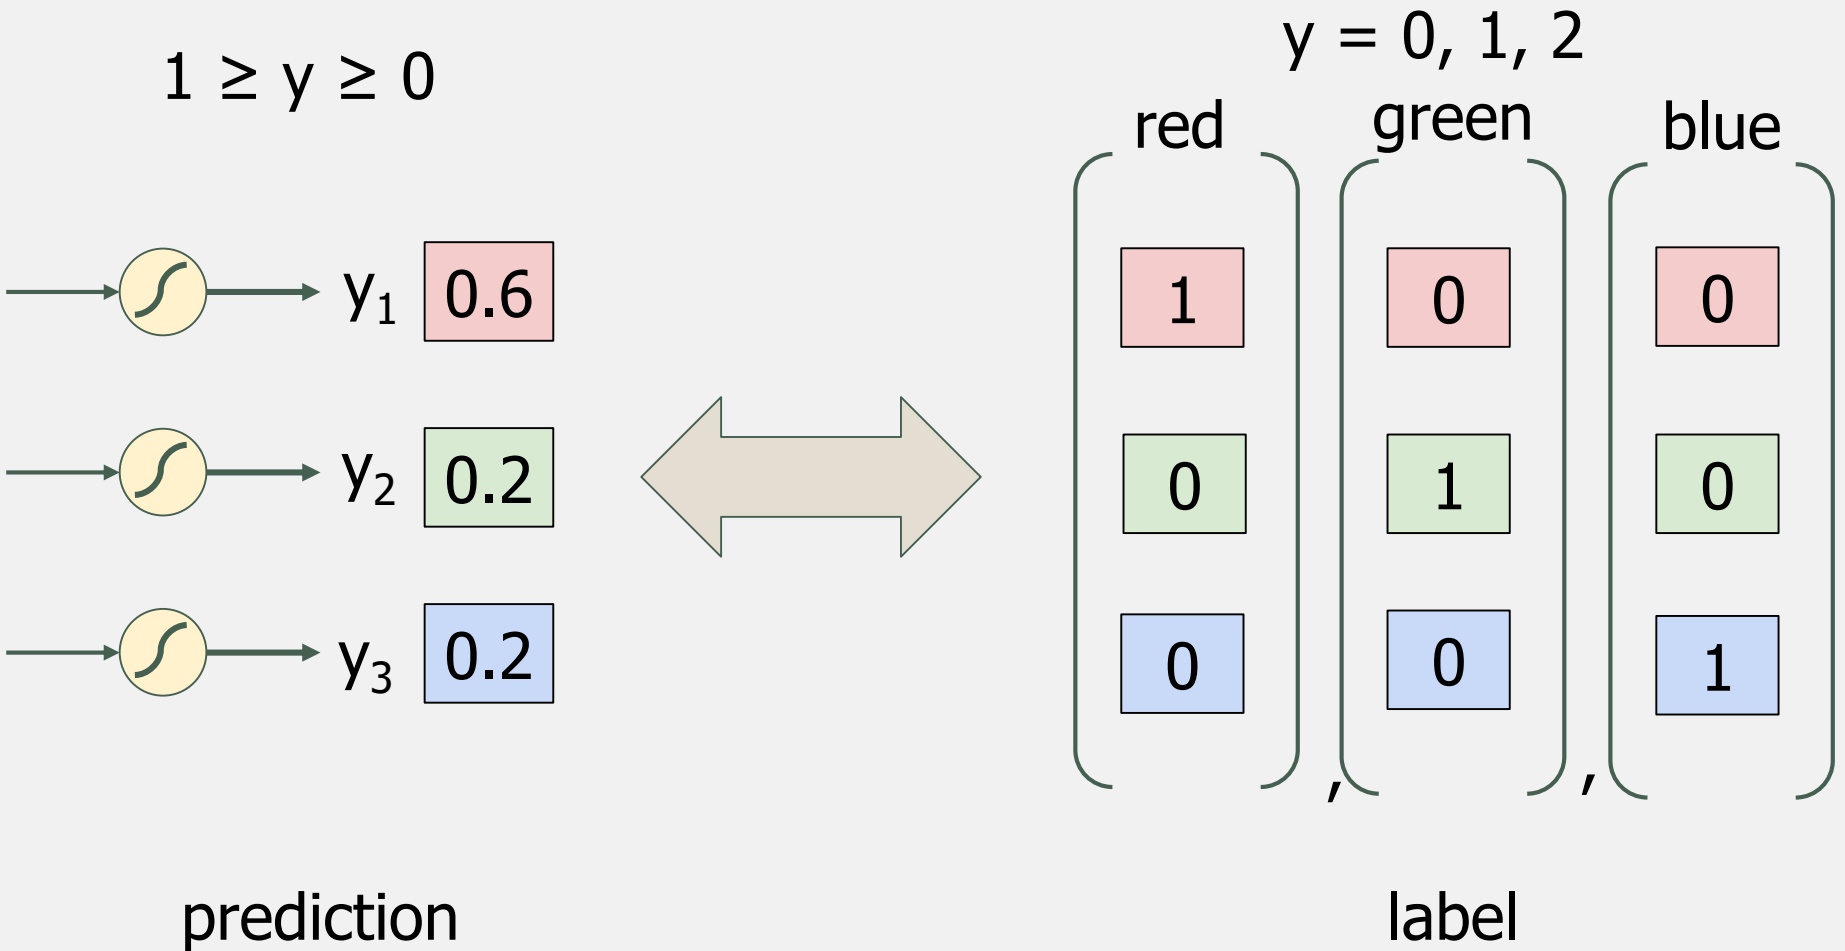 1 ≥ y ≥ 0
y₁ 0.6
y₂ 0.2
y₃ 0.2
prediction
y = 0, 1, 2
red green blue
1 0 0
0 1 0
0 0 1
, ,
label